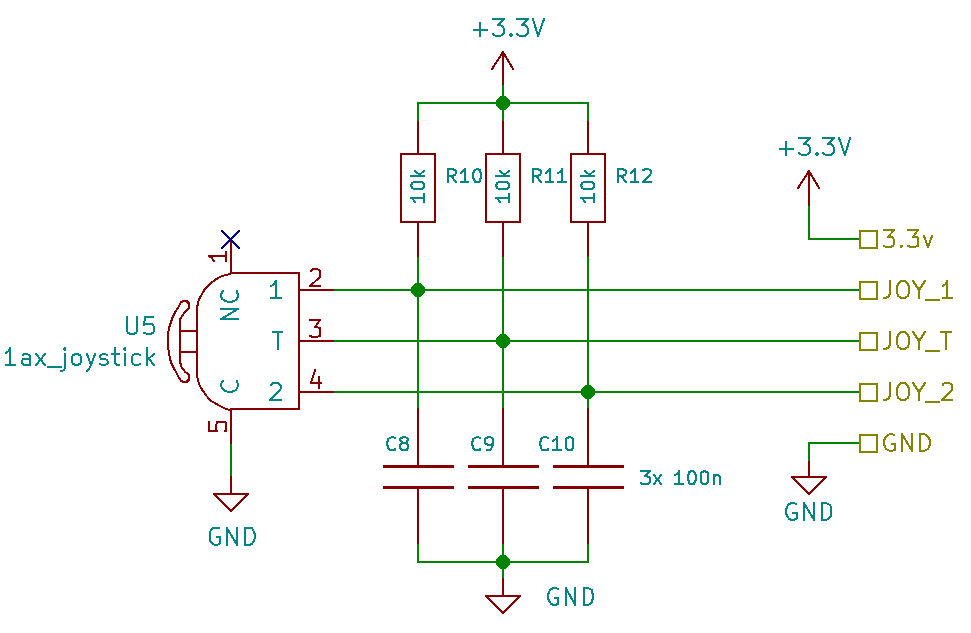 +3.3V
+3.3V
10k
R10
10k
R11
10k
R12
3.3v
1
NC
1
2
JOY_1
U5
1ax_joystick
T
3
JOY_T
C
2
4
JOY_2
5
C8
C9
C10
3x 100n
GND
GND
GND
GND